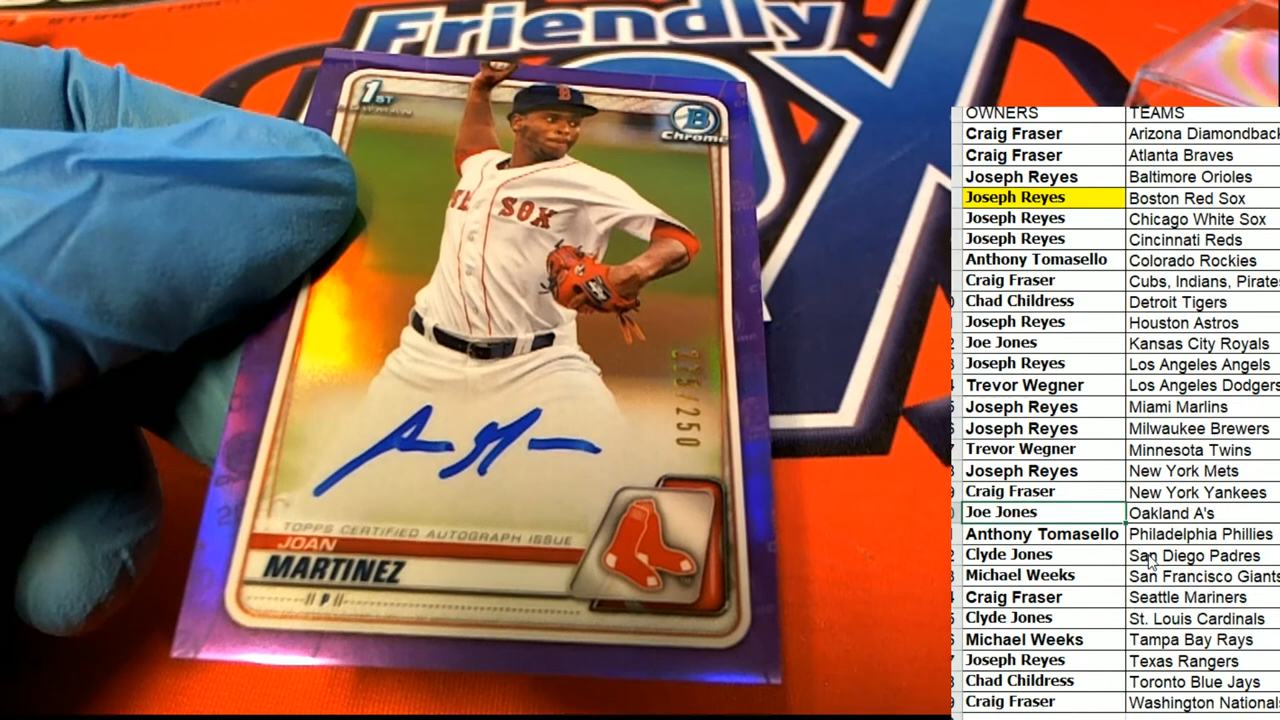 Friendly
1ST
B
Chrome
SOX
225/250
TOPPS CERTIFIED AUTOGRAPH ISSUE
JOAN
MARTINEZ
P
OWNERS TEAMS
Craig Fraser Arizona Diamondbac
Craig Fraser Atlanta Braves
Joseph Reyes Baltimore Orioles
Joseph Reyes Boston Red Sox
Joseph Reyes Chicago White Sox
Joseph Reyes Cincinnati Reds
Anthony Tomasello Colorado Rockies
Craig Fraser Cubs, Indians, Pirate
Chad Childress Detroit Tigers
Joseph Reyes Houston Astros
Joe Jones Kansas City Royals
Joseph Reyes Los Angeles Angels
Trevor Wegner Los Angeles Dodgers
Joseph Reyes Miami Marlins
Joseph Reyes Milwaukee Brewers
Trevor Wegner Minnesota Twins
Joseph Reyes New York Mets
Craig Fraser New York Yankees
Joe Jones Oakland A's
Anthony Tomasello Philadelphia Phillies
Clyde Jones San Diego Padres
Michael Weeks San Francisco Giants
Craig Fraser Seattle Mariners
Clyde Jones St. Louis Cardinals
Michael Weeks Tampa Bay Rays
Joseph Reyes Texas Rangers
Chad Childress Toronto Blue Jays
Craig Fraser Washington National